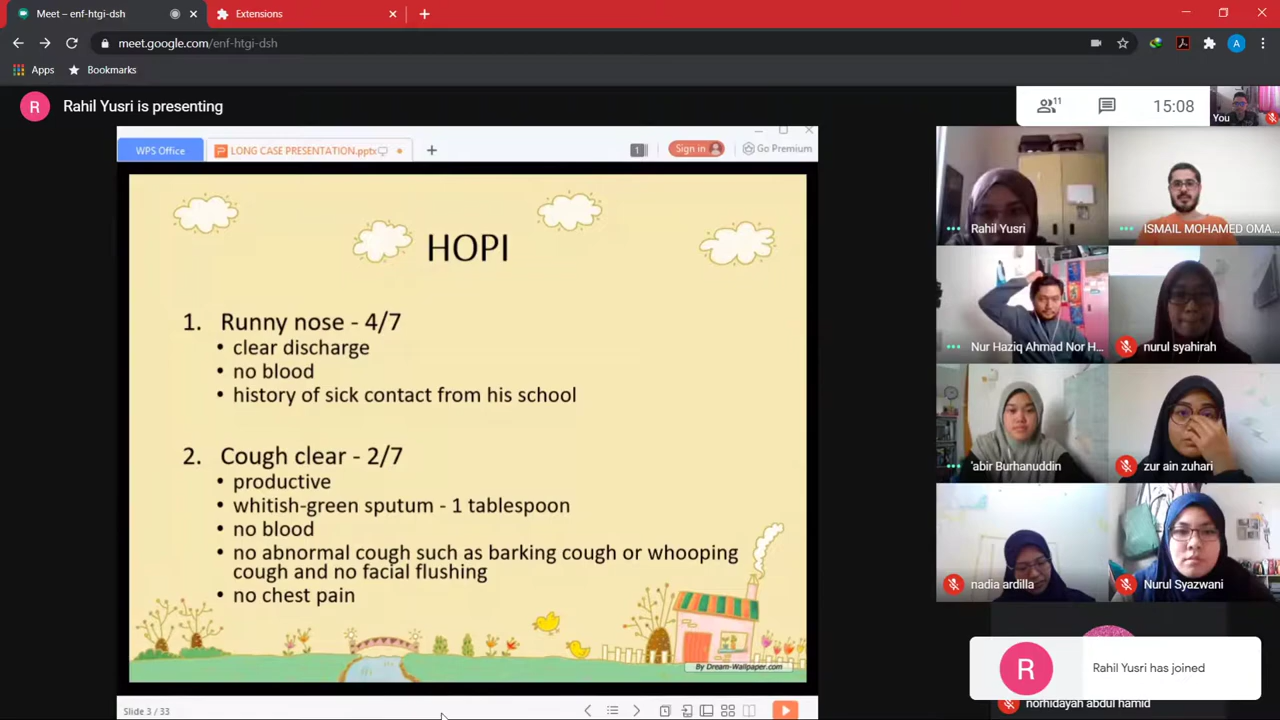 Meet – enf-htgi-dsh
Extensions
meet.google.com/enf-htgi-dsh
A
Apps
Bookmarks
R
Rahil Yusri is presenting
11
15:08
You
WPS Office
LONG CASE PRESENTATION.pptx
1
Sign in
Go Premium
HOPI
1. Runny nose - 4/7
• clear discharge
• no blood
• history of sick contact from his school
2. Cough clear - 2/7
• productive
• whitish-green sputum - 1 tablespoon
• no blood
• no abnormal cough such as barking cough or whooping
cough and no facial flushing
• no chest pain
By Dream-Wallpaper.com
Slide 3 / 33
Rahil Yusri
ISMAIL MOHAMED OMA...
Nur Haziq Ahmad Nor H...
nurul syahirah
'abir Burhanuddin
zur ain zuhari
nadia ardilla
Nurul Syazwani
R
Rahil Yusri has joined
norhidayah abdul hamid